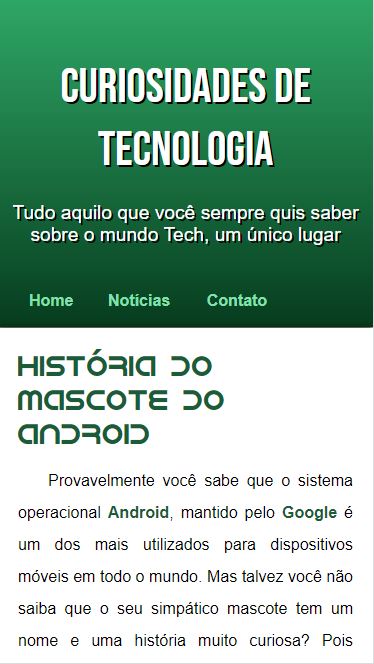 CURIOSIDADES DE
TECNOLOGIA
Tudo aquilo que você sempre quis saber
sobre o mundo Tech, um único lugar
Home Notícias Contato
HISTÓRIA DO
MASCOTE DO
ANDROID
Provavelmente você sabe que o sistema
operacional Android, mantido pelo Google é
um dos mais utilizados para dispositivos
móveis em todo o mundo. Mas talvez você não
saiba que o seu simpático mascote tem um
nome e uma história muito curiosa? Pois